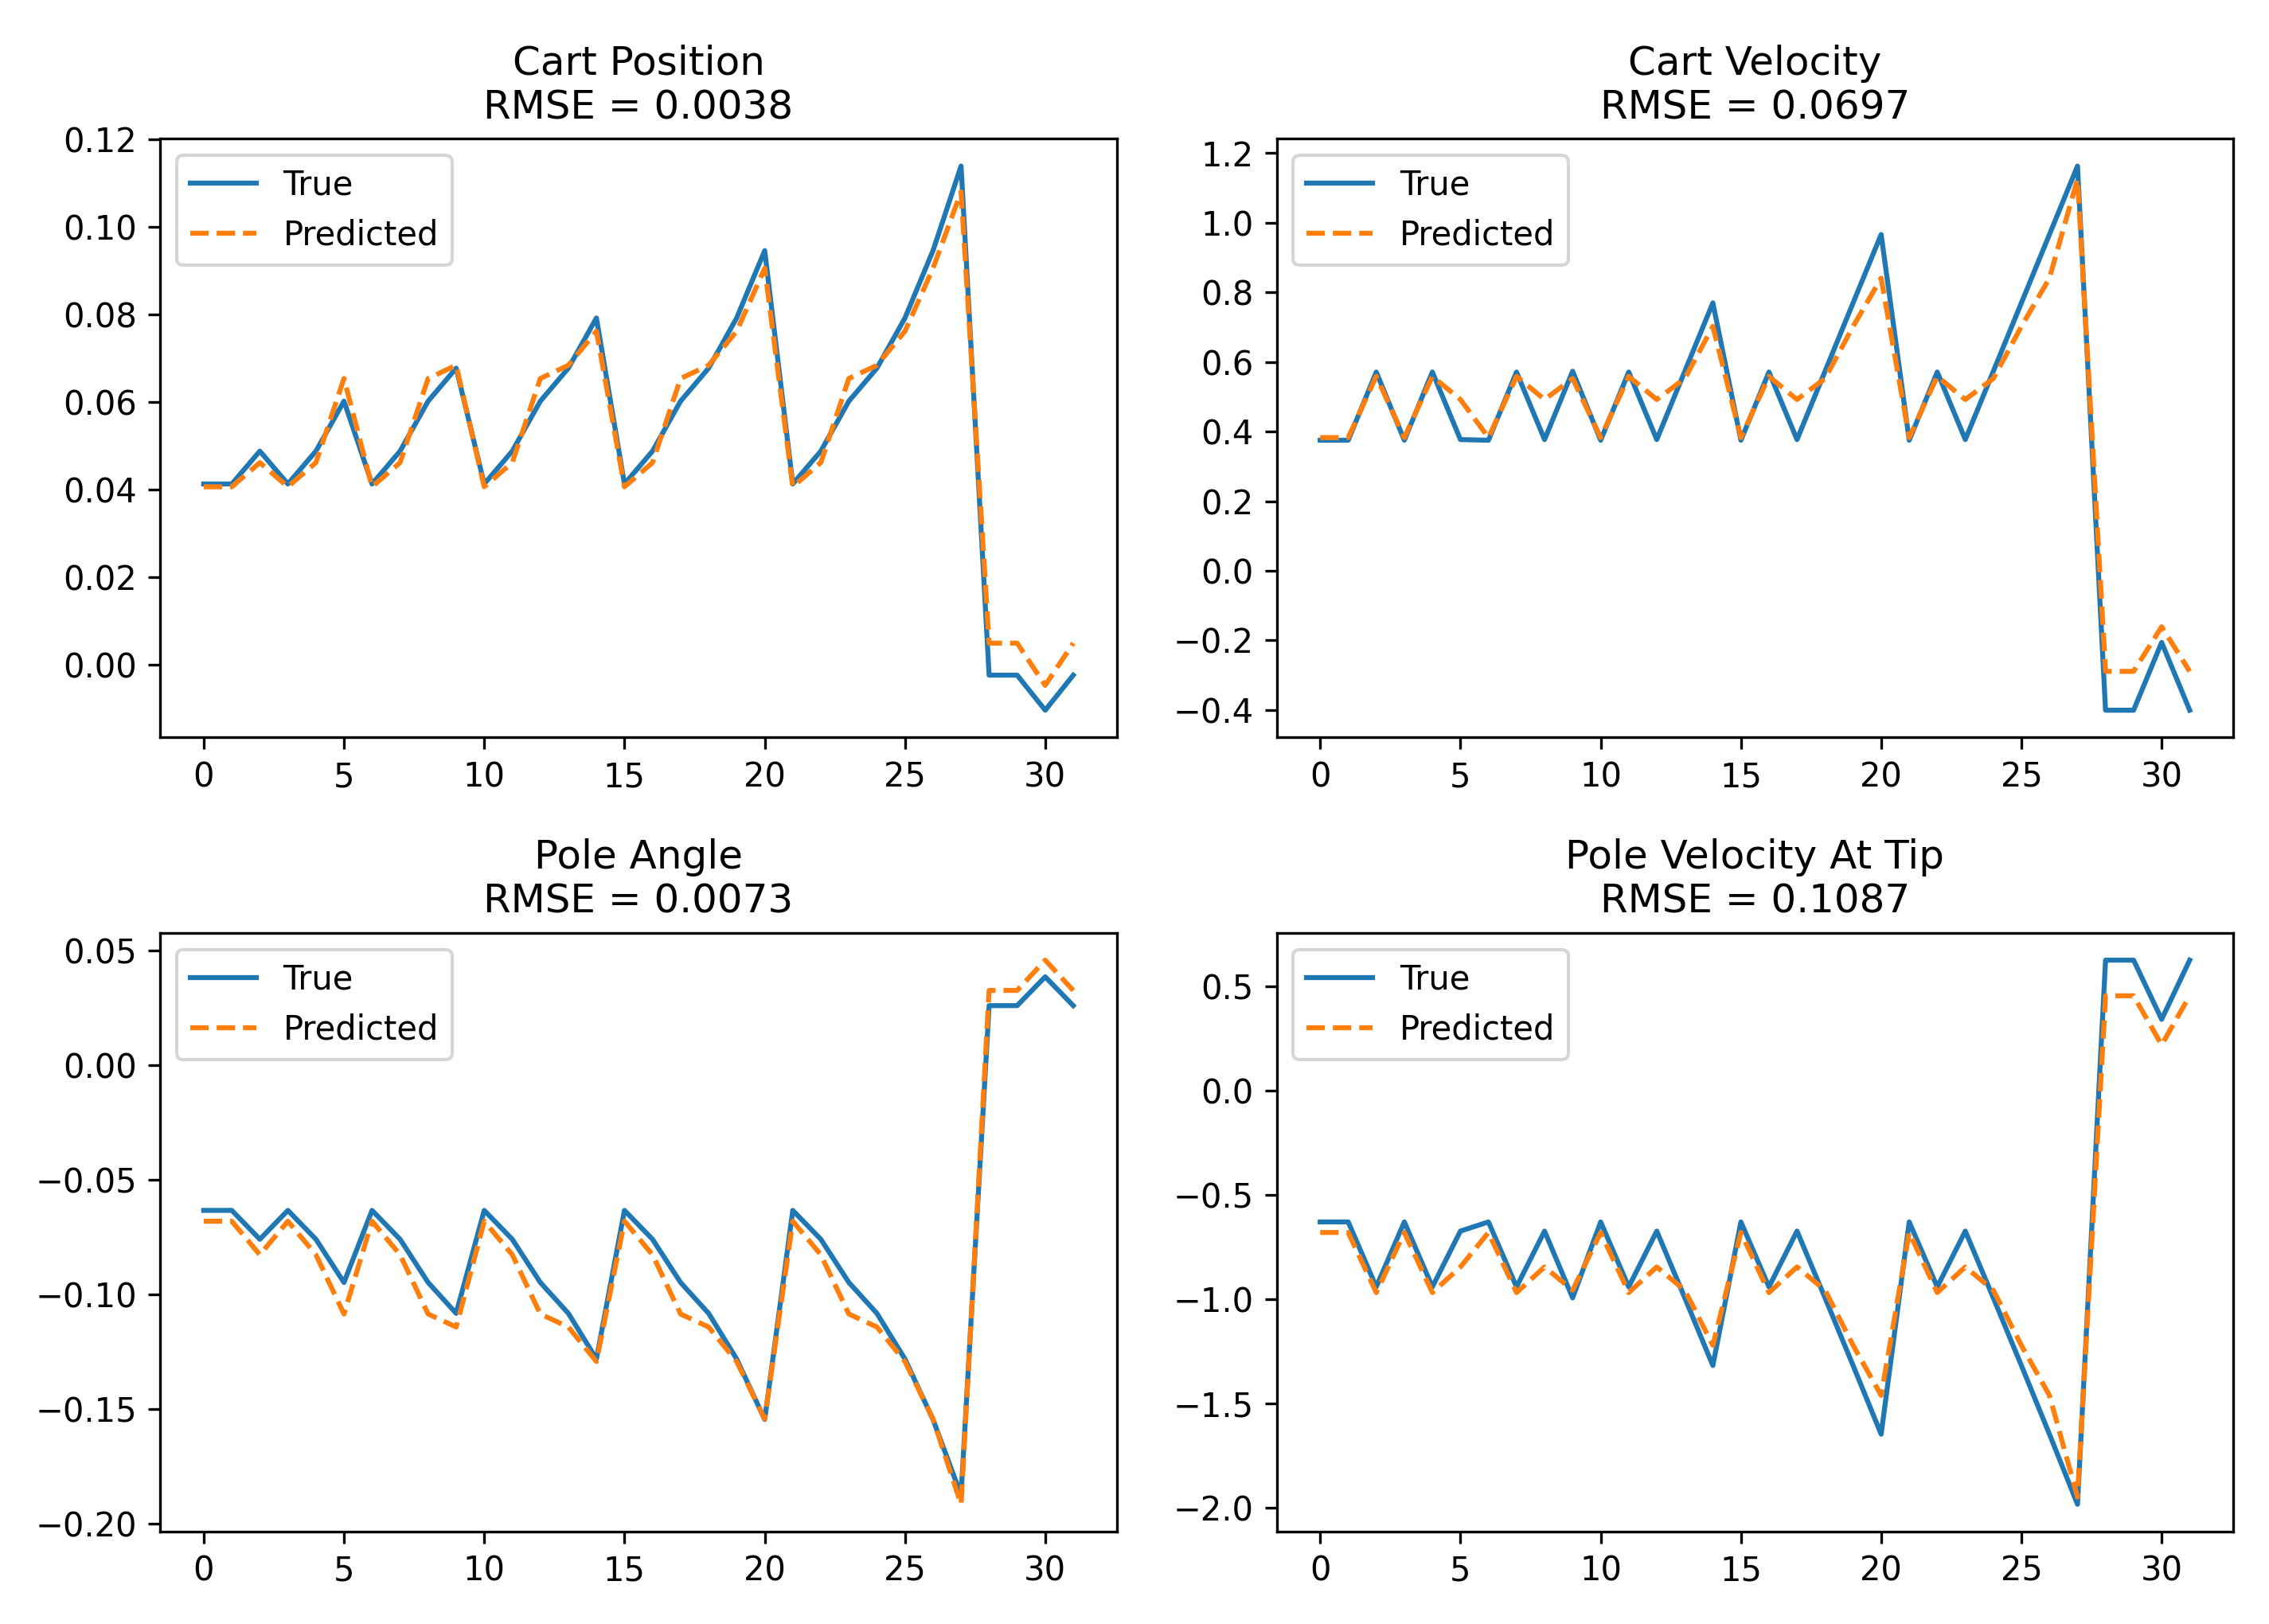 Cart Position
RMSE = 0.0038
0.12
0.10
0.08
0.06
0.04
0.02
0.00
True
Predicted
0 5 10 15 20 25 30
Cart Velocity
RMSE = 0.0697
1.2
1.0
0.8
0.6
0.4
0.2
0.0
−0.2
−0.4
True
Predicted
0 5 10 15 20 25 30
Pole Angle
RMSE = 0.0073
0.05
0.00
−0.05
−0.10
−0.15
−0.20
True
Predicted
0 5 10 15 20 25 30
Pole Velocity At Tip
RMSE = 0.1087
0.5
0.0
−0.5
−1.0
−1.5
−2.0
True
Predicted
0 5 10 15 20 25 30